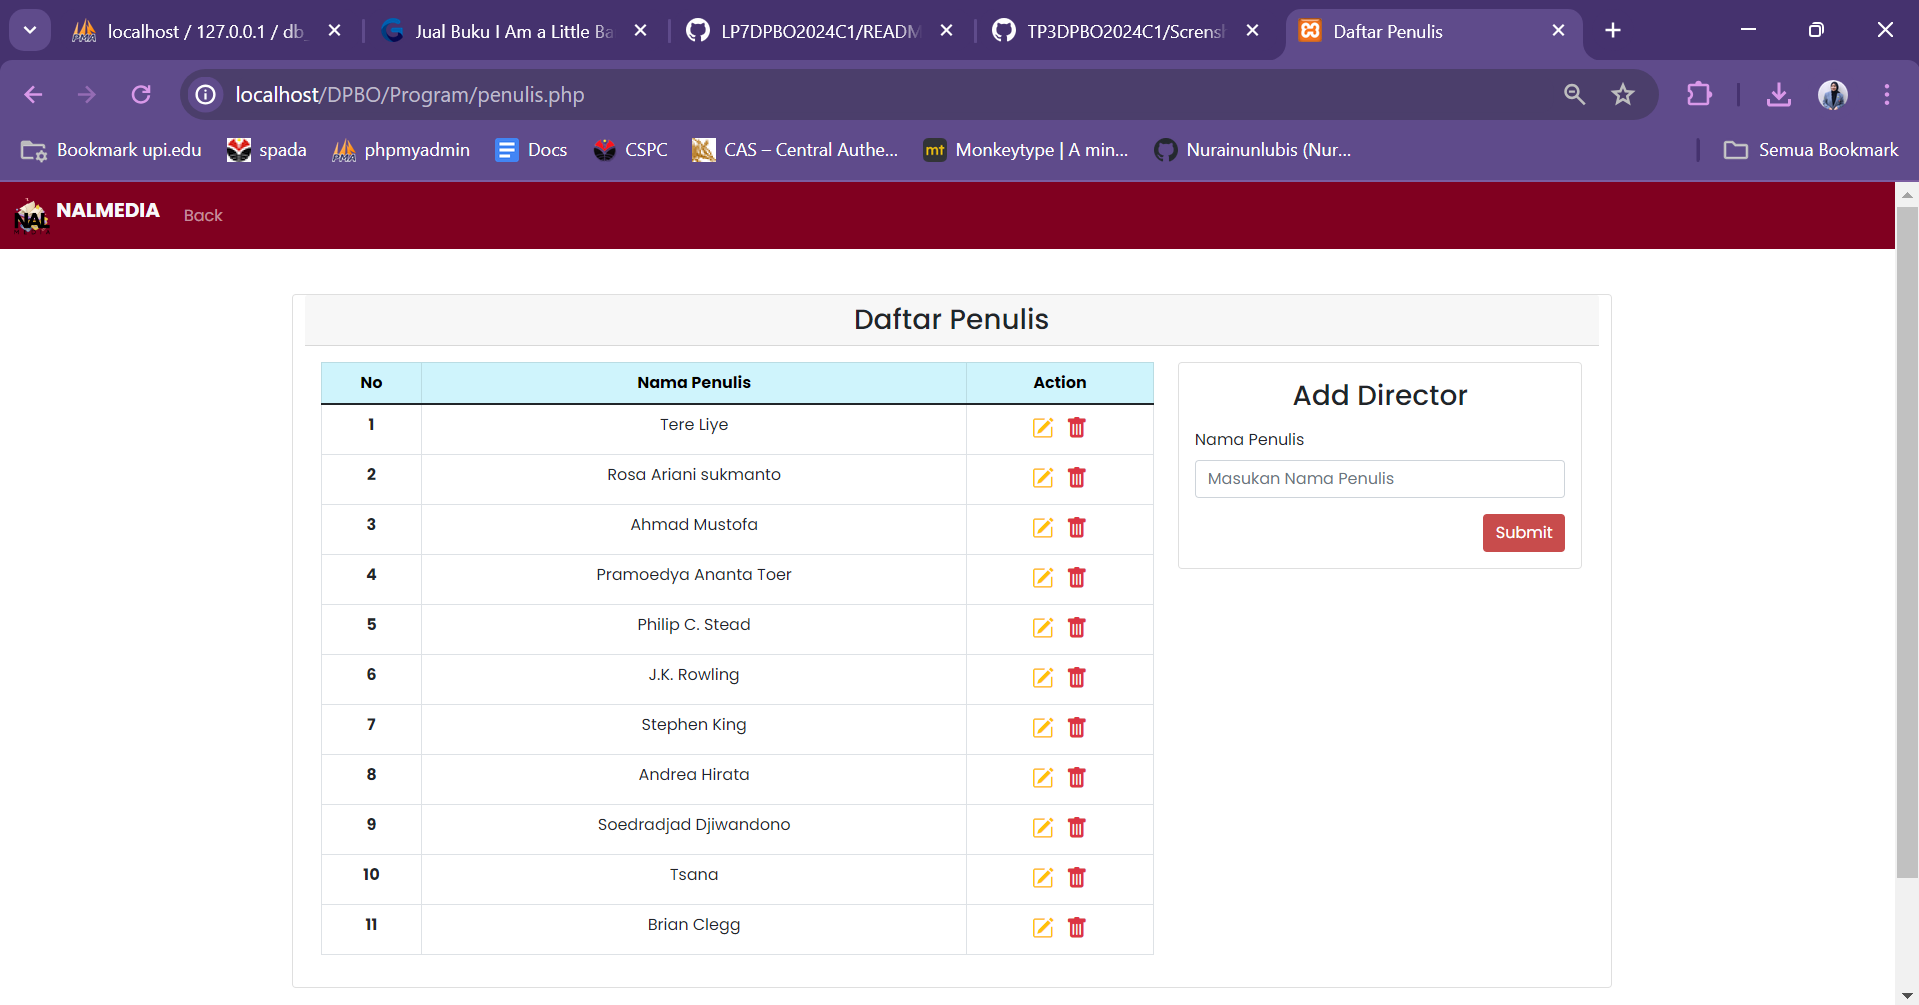 localhost / 127.0.0.1 / db_
Jual Buku I Am a Little Ba
LP7DPBO2024C1/READM
TP3DPBO2024C1/Scrensh
Daftar Penulis
localhost/DPBO/Program/penulis.php
Bookmark upi.edu
spada
phpmyadmin
Docs
CSPC
CAS – Central Authe...
mt
Monkeytype | A min...
Nurainunlubis (Nur...
Semua Bookmark
NAL
NALMEDIA
Back
Daftar Penulis
No Nama Penulis Action
1 Tere Liye
2 Rosa Ariani sukmanto
3 Ahmad Mustofa
4 Pramoedya Ananta Toer
5 Philip C. Stead
6 J.K. Rowling
7 Stephen King
8 Andrea Hirata
9 Soedradjad Djiwandono
10 Tsana
11 Brian Clegg
Add Director
Nama Penulis
Masukan Nama Penulis
Submit